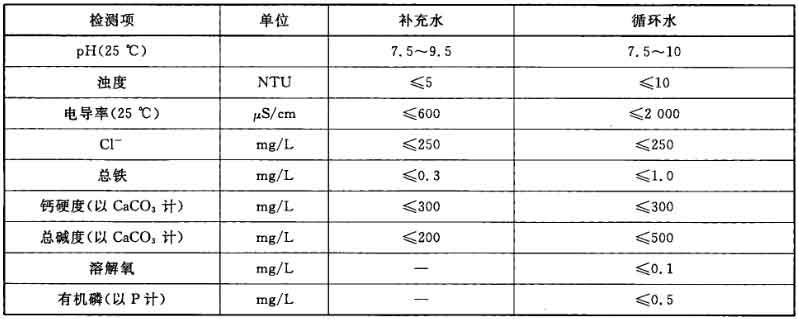 检测项 单位 补充水 循环水
pH(25 ℃) 7.5～9.5 7.5～10
浊度 NTU ≤5 ≤10
电导率(25 ℃) μS/cm ≤600 ≤2 000
Cl⁻ mg/L ≤250 ≤250
总铁 mg/L ≤0.3 ≤1.0
钙硬度(以 CaCO₃ 计) mg/L ≤300 ≤300
总碱度(以 CaCO₃ 计) mg/L ≤200 ≤500
溶解氧 mg/L — ≤0.1
有机磷(以 P 计) mg/L — ≤0.5